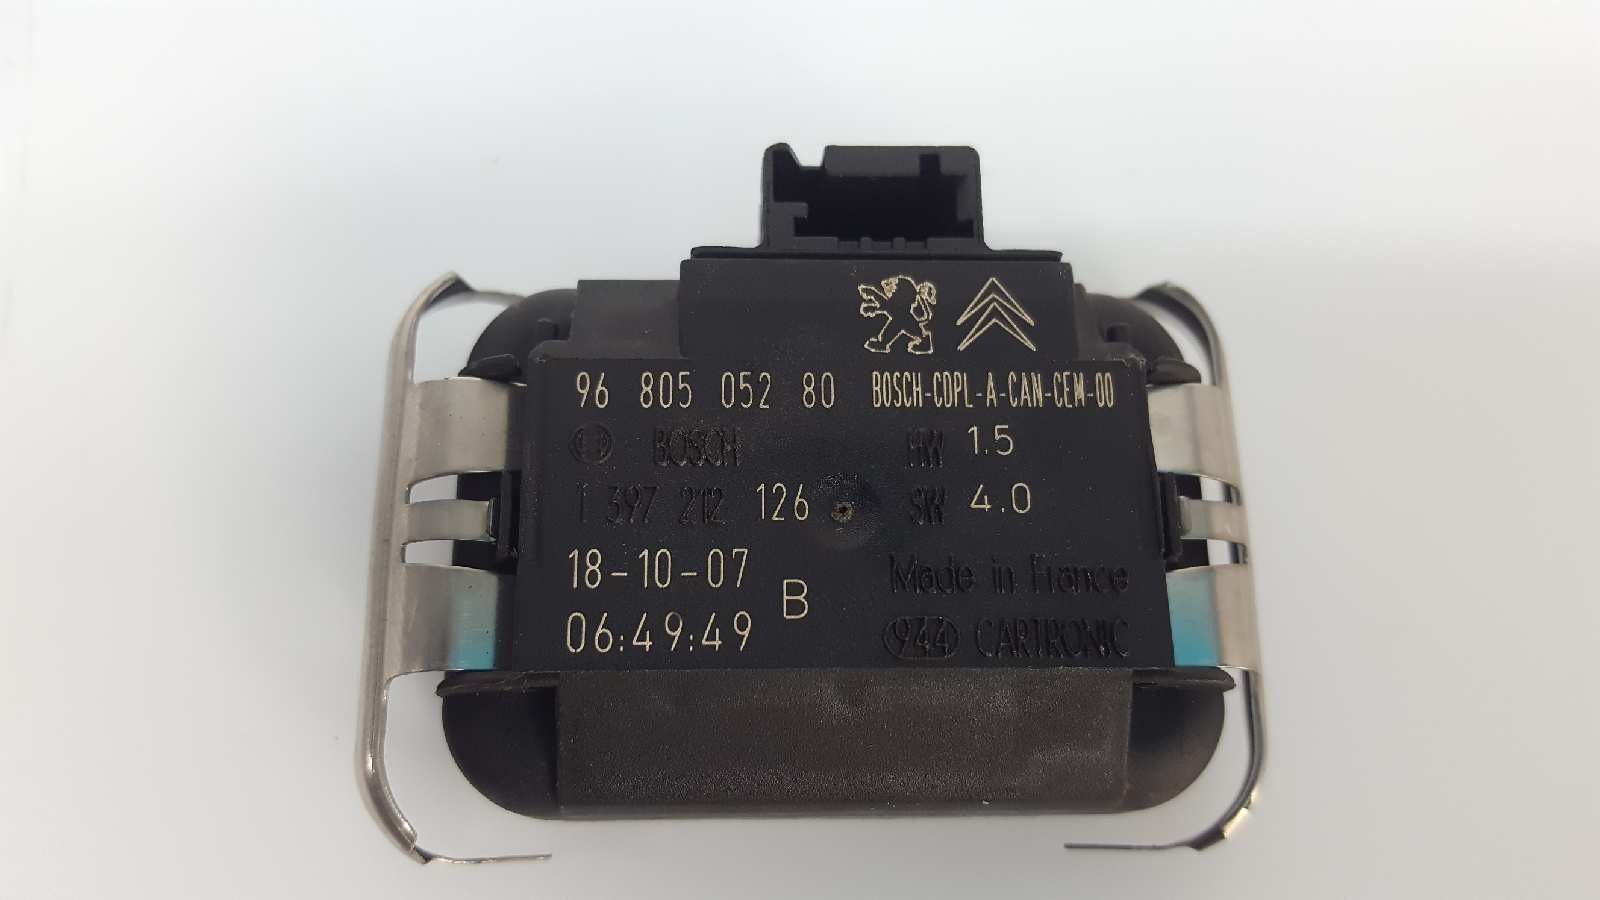 96 805 052 80 BOSCH-CDPL-A-CAN-CEM-00
BOSCH HW 1.5
1 397 212 126 SW 4.0
18-10-07 Made in France
B
06:49:49 944 CARTRONIC